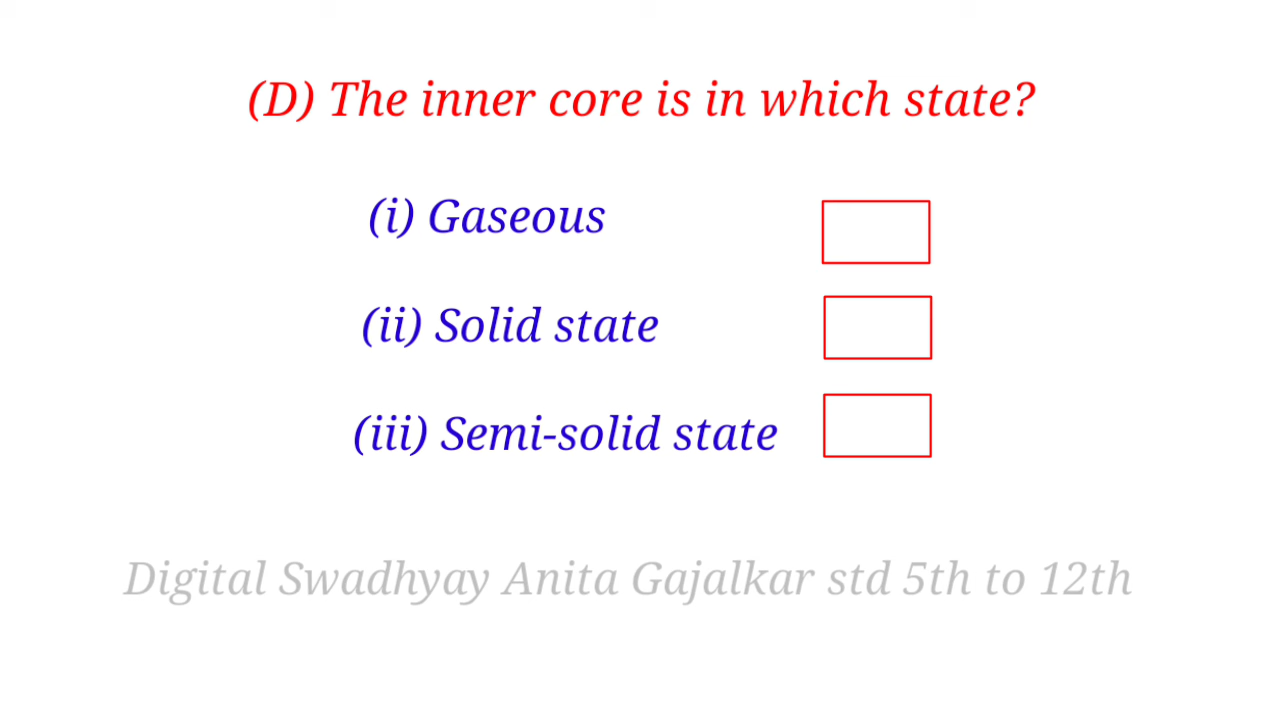 (D) The inner core is in which state?
(i) Gaseous
(ii) Solid state
(iii) Semi-solid state
Digital Swadhyay Anita Gajalkar std 5th to 12th